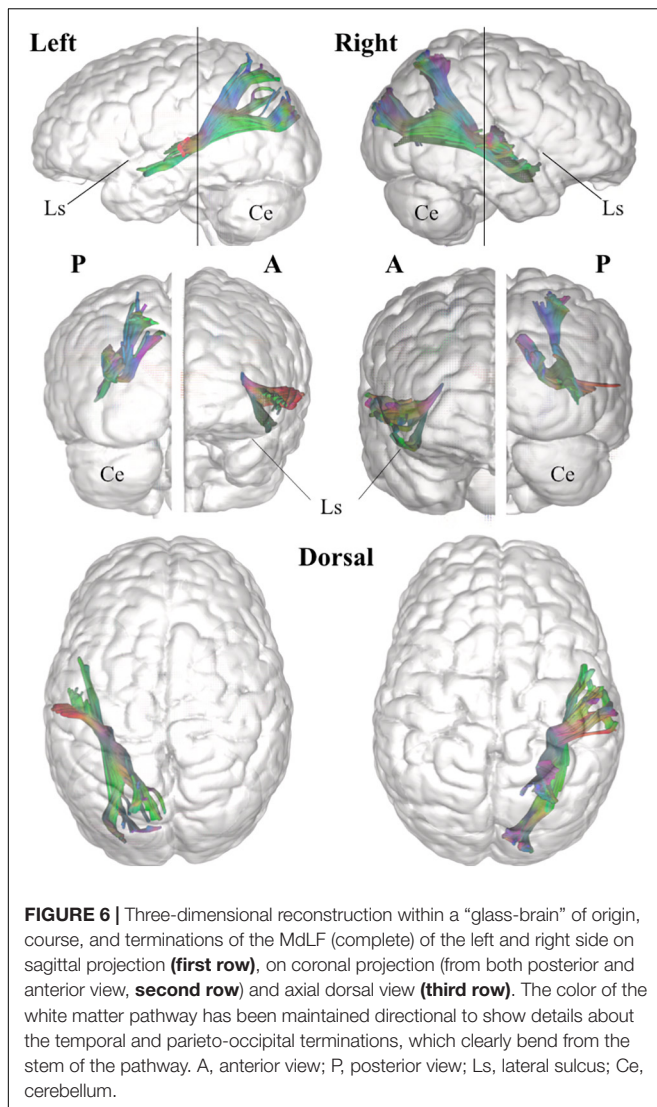 Left Right
Ls Ce Ce Ls
P A A P
Ce Ls Ce
Dorsal
FIGURE 6 | Three-dimensional reconstruction within a “glass-brain” of origin,
course, and terminations of the MdLF (complete) of the left and right side on
sagittal projection (first row), on coronal projection (from both posterior and
anterior view, second row) and axial dorsal view (third row). The color of the
white matter pathway has been maintained directional to show details about
the temporal and parieto-occipital terminations, which clearly bend from the
stem of the pathway. A, anterior view; P, posterior view; Ls, lateral sulcus; Ce,
cerebellum.